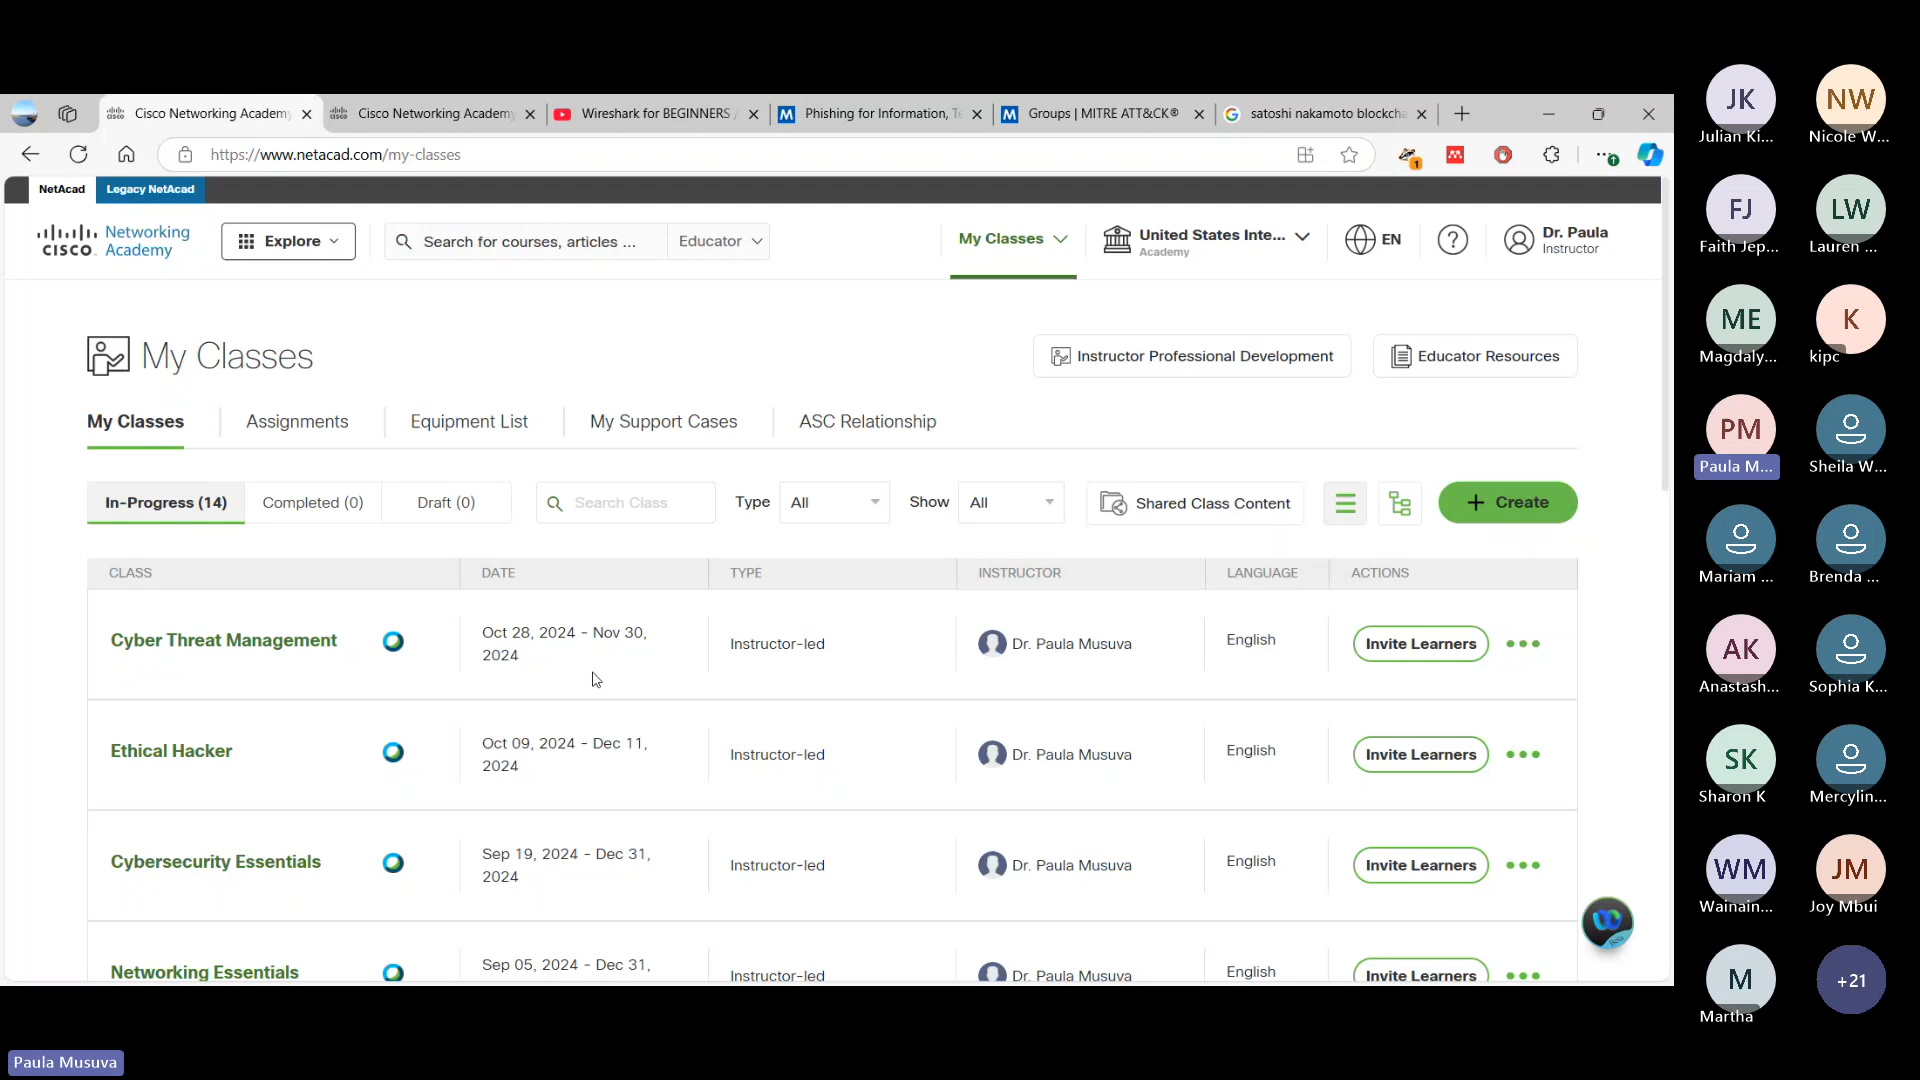 Cisco Networking Academy
Cisco Networking Academy
Wireshark for BEGINNERS
Phishing for Information, Te
Groups | MITRE ATT&CK®
satoshi nakamoto blockcha
https://www.netacad.com/my-classes
1
NetAcad
Legacy NetAcad
CISCO
Networking
Academy
Explore
Search for courses, articles ...
Educator
My Classes
United States Inte...
Academy
EN
?
Dr. Paula
Instructor
My Classes
Instructor Professional Development
Educator Resources
My Classes
Assignments
Equipment List
My Support Cases
ASC Relationship
In-Progress (14)
Completed (0)
Draft (0)
Search Class
Type
All
Show
All
Shared Class Content
+ Create
CLASS
DATE
TYPE
INSTRUCTOR
LANGUAGE
ACTIONS
Cyber Threat Management
Oct 28, 2024 - Nov 30,
2024
Instructor-led
Dr. Paula Musuva
English
Invite Learners
Ethical Hacker
Oct 09, 2024 - Dec 11,
2024
Instructor-led
Dr. Paula Musuva
English
Invite Learners
Cybersecurity Essentials
Sep 19, 2024 - Dec 31,
2024
Instructor-led
Dr. Paula Musuva
English
Invite Learners
Networking Essentials
Sep 05, 2024 - Dec 31,
Instructor-led
Dr. Paula Musuva
English
Invite Learners
Beta
JK
Julian Ki...
NW
Nicole W...
FJ
Faith Jep...
LW
Lauren ...
ME
Magdaly...
K
kipc
PM
Paula M...
Sheila W...
Mariam ...
Brenda ...
AK
Anastash...
Sophia K...
SK
Sharon K
Mercylin...
WM
Wainain...
JM
Joy Mbui
M
Martha
+21
Paula Musuva